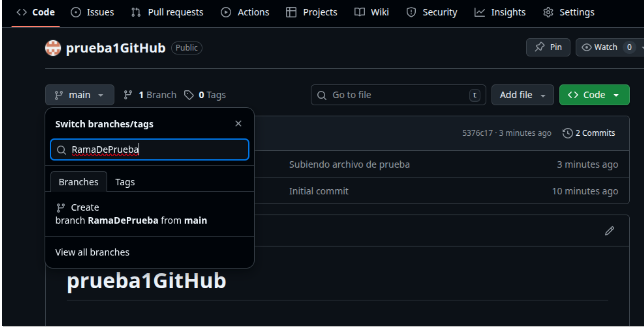 Code Issues Pull requests Actions Projects Wiki Security Insights Settings
prueba1GitHub Public Pin Watch 0
main 1 Branch 0 Tags Go to file t Add file Code
Switch branches/tags
5376c17 · 3 minutes ago 2 Commits
RamaDePrueba
Subiendo archivo de prueba 3 minutes ago
Branches Tags
Initial commit 10 minutes ago
Create
branch RamaDePrueba from main
View all branches
prueba1GitHub